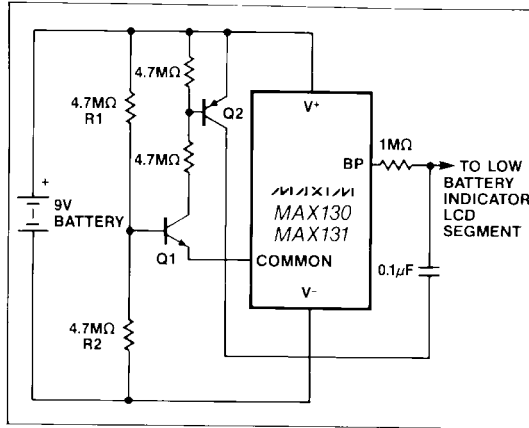 4.7MΩ
Q2
4.7MΩ
R1
4.7MΩ
V+
BP
1MΩ
TO LOW
BATTERY
INDICATOR
LCD
SEGMENT
MAXIM
MAX130
MAX131
+
9V
BATTERY
Q1
COMMON
0.1µF
4.7MΩ
R2
V-